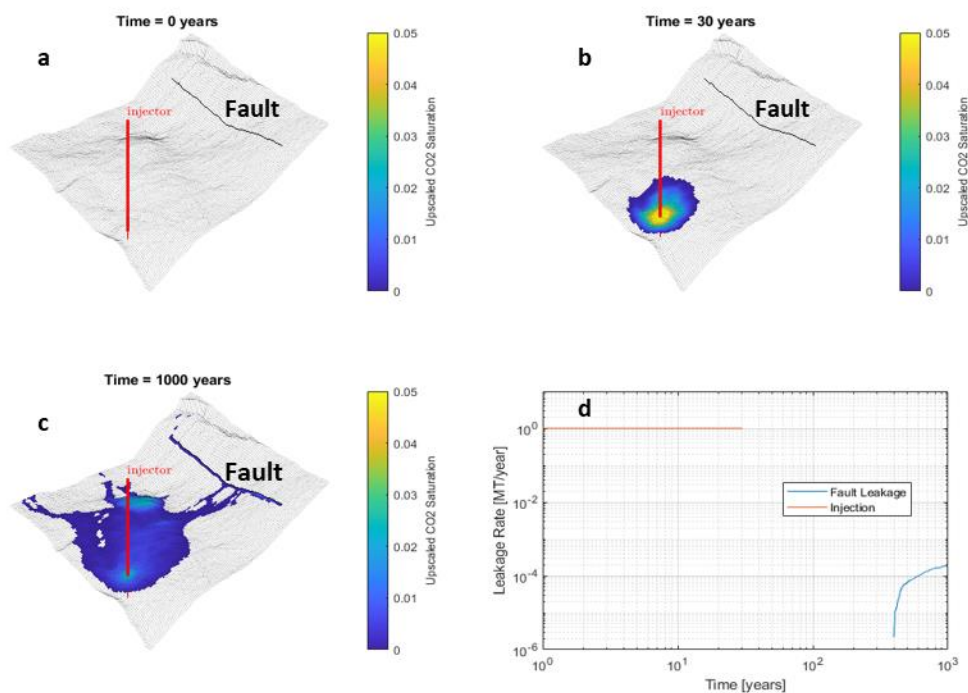 Time = 0 years
a
injector
Fault
0.05
0.04
0.03
0.02
0.01
0
Upscaled CO2 Saturation
Time = 30 years
b
injector
Fault
0.05
0.04
0.03
0.02
0.01
0
Upscaled CO2 Saturation
Time = 1000 years
c
injector
Fault
0.05
0.04
0.03
0.02
0.01
0
Upscaled CO2 Saturation
d
Leakage Rate [MT/year]
10^0
10^-2
10^-4
10^-6
Fault Leakage
Injection
10^0
10^1
10^2
10^3
Time [years]